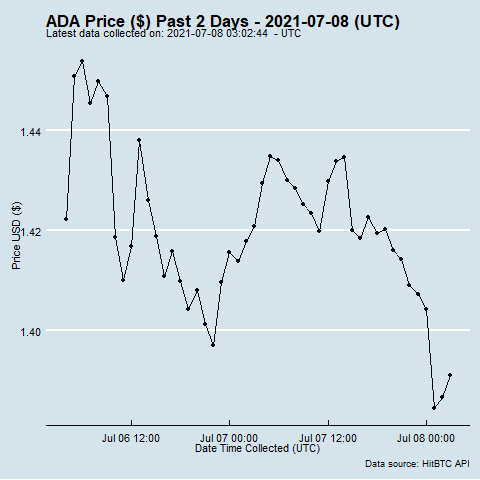 ADA Price ($) Past 2 Days - 2021-07-08 (UTC)
Latest data collected on: 2021-07-08 03:02:44 - UTC
Price USD ($)
1.44
1.42
1.40
Jul 06 12:00
Jul 07 00:00
Jul 07 12:00
Jul 08 00:00
Date Time Collected (UTC)
Data source: HitBTC API